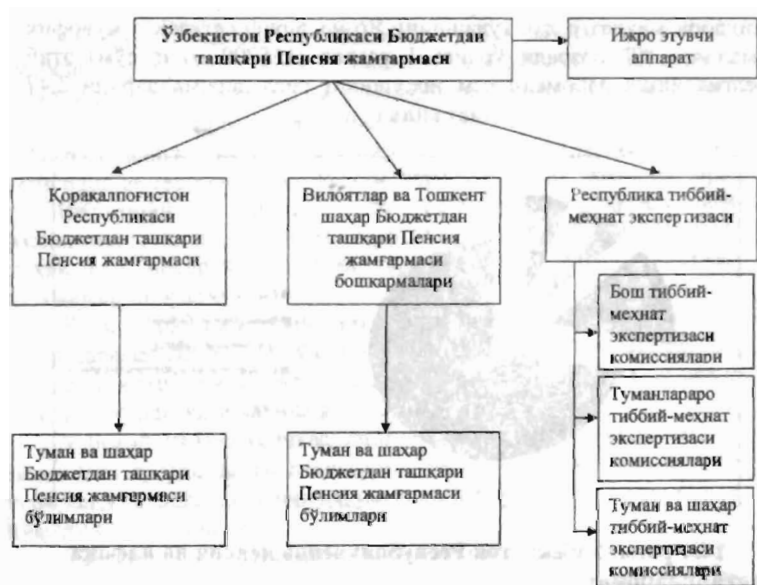 Ўзбекистон Республикаси Бюджетдан
ташқари Пенсия жамғармаси
Ижро этувчи
аппарат
Қорақалпоғистон
Республикаси
Бюджетдан ташқари
Пенсия жамғармаси
Вилоятлар ва Тошкент
шаҳар Бюджетдан
ташқари Пенсия
жамғармаси
бошкармалари
Республика тиббий-
меҳнат экспертизаси
Бош тиббий-
меҳнат
экспертизаси
комиссиялари
Туманлараро
тиббий-меҳнат
экспертизаси
комиссиялари
Туман ва шаҳар
тиббий-меҳнат
экспертизаси
комиссиялари
Туман ва шаҳар
Бюджетдан ташқари
Пенсия жамғармаси
бўлимлари
Туман ва шаҳар
Бюджетдан ташқари
Пенсия жамғармаси
бўлимлари